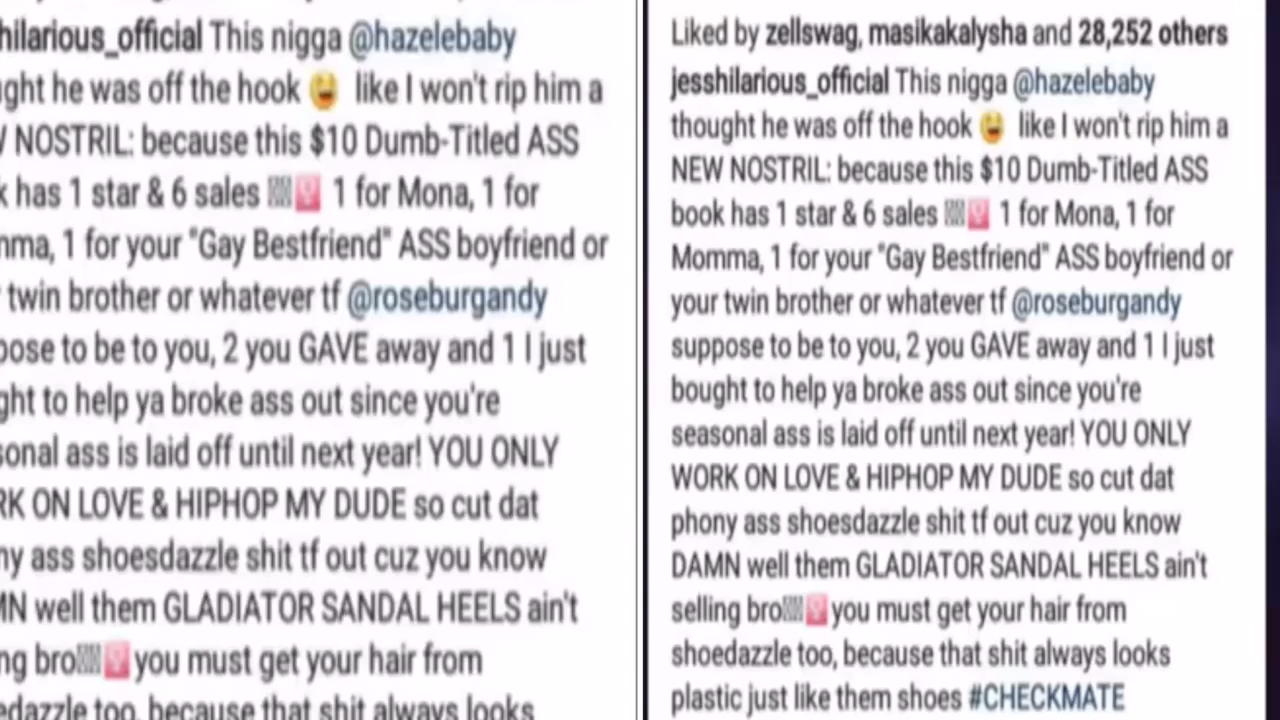 hilarious_official This nigga @hazelebaby
ght he was off the hook 😄 like I won't rip him a
NOSTRIL: because this $10 Dumb-Titled ASS
k has 1 star & 6 sales 1 for Mona, 1 for
mma, 1 for your "Gay Bestfriend" ASS boyfriend or
twin brother or whatever tf @roseburgandy
pose to be to you, 2 you GAVE away and 1 I just
ght to help ya broke ass out since you're
sonal ass is laid off until next year! YOU ONLY
RK ON LOVE & HIPHOP MY DUDE so cut dat
ny ass shoesdazzle shit tf out cuz you know
MN well them GLADIATOR SANDAL HEELS ain't
ng bro you must get your hair from
edazzle too, because that shit always looks
Liked by zellswag, masikakalysha and 28,252 others
jesshilarious_official This nigga @hazelebaby
thought he was off the hook 😄 like I won't rip him a
NEW NOSTRIL: because this $10 Dumb-Titled ASS
book has 1 star & 6 sales 1 for Mona, 1 for
Momma, 1 for your "Gay Bestfriend" ASS boyfriend or
your twin brother or whatever tf @roseburgandy
suppose to be to you, 2 you GAVE away and 1 I just
bought to help ya broke ass out since you're
seasonal ass is laid off until next year! YOU ONLY
WORK ON LOVE & HIPHOP MY DUDE so cut dat
phony ass shoesdazzle shit tf out cuz you know
DAMN well them GLADIATOR SANDAL HEELS ain't
selling bro you must get your hair from
shoedazzle too, because that shit always looks
plastic just like them shoes #CHECKMATE